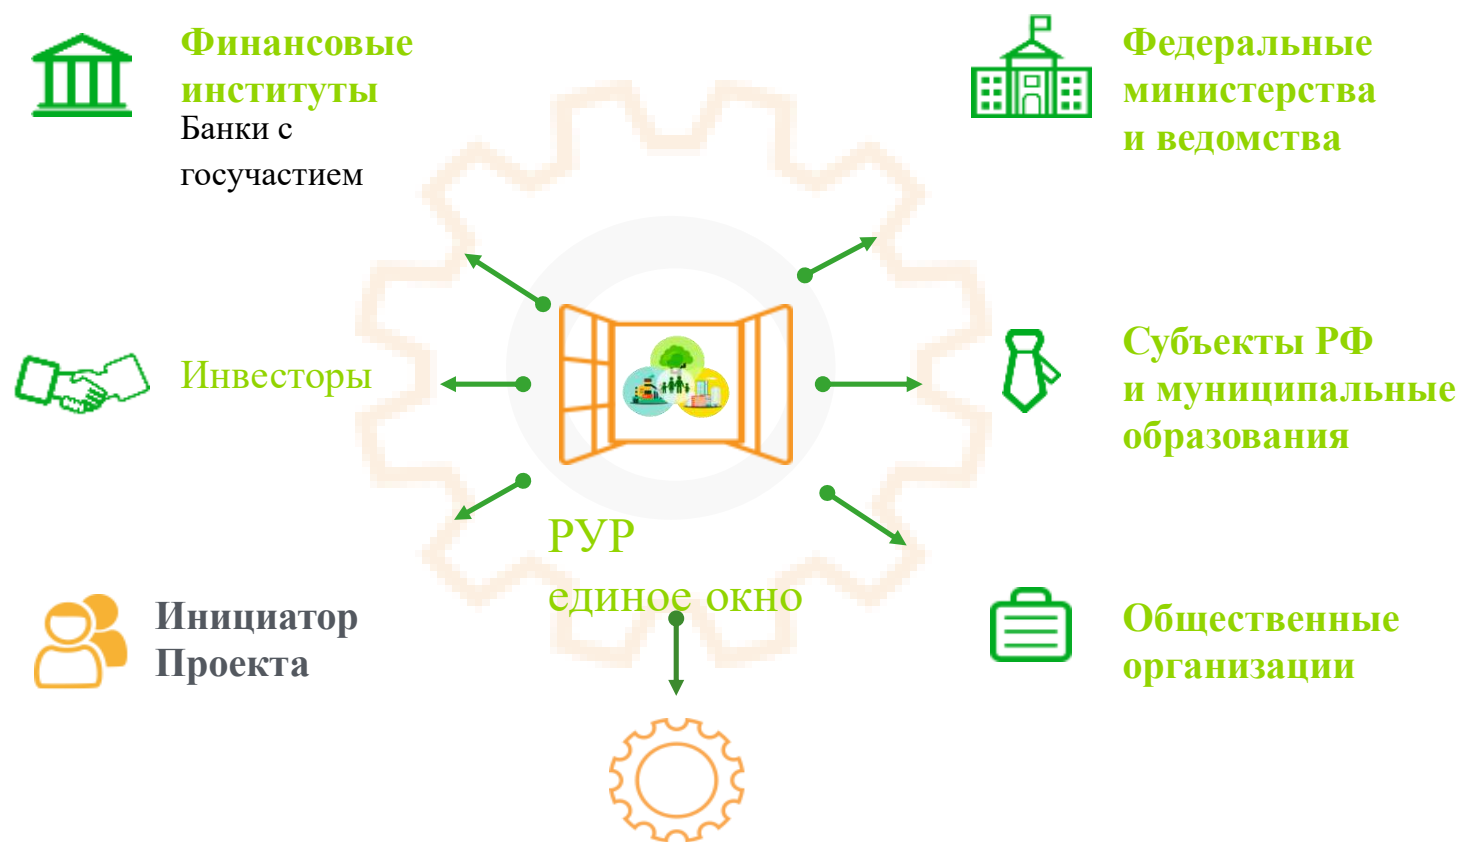 Финансовые
институты
Банки с
госучастием
Федеральные
министерства
и ведомства
Инвесторы
Субъекты РФ
и муниципальные
образования
РУР
единое окно
Инициатор
Проекта
Общественные
организации